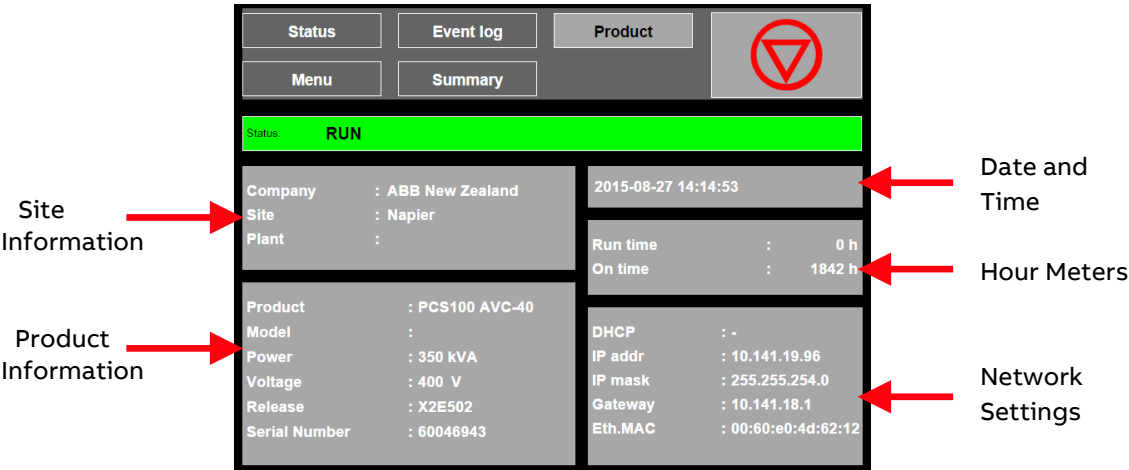 Status
Event log
Product
Menu
Summary
Status: RUN
Site
Information
Company : ABB New Zealand
Site : Napier
Plant :
2015-08-27 14:14:53
Date and
Time
Run time : 0 h
On time : 1842 h
Hour Meters
Product
Information
Product : PCS100 AVC-40
Model :
Power : 350 kVA
Voltage : 400 V
Release : X2E502
Serial Number : 60046943
DHCP : -
IP addr : 10.141.19.96
IP mask : 255.255.254.0
Gateway : 10.141.18.1
Eth.MAC : 00:60:e0:4d:62:12
Network
Settings